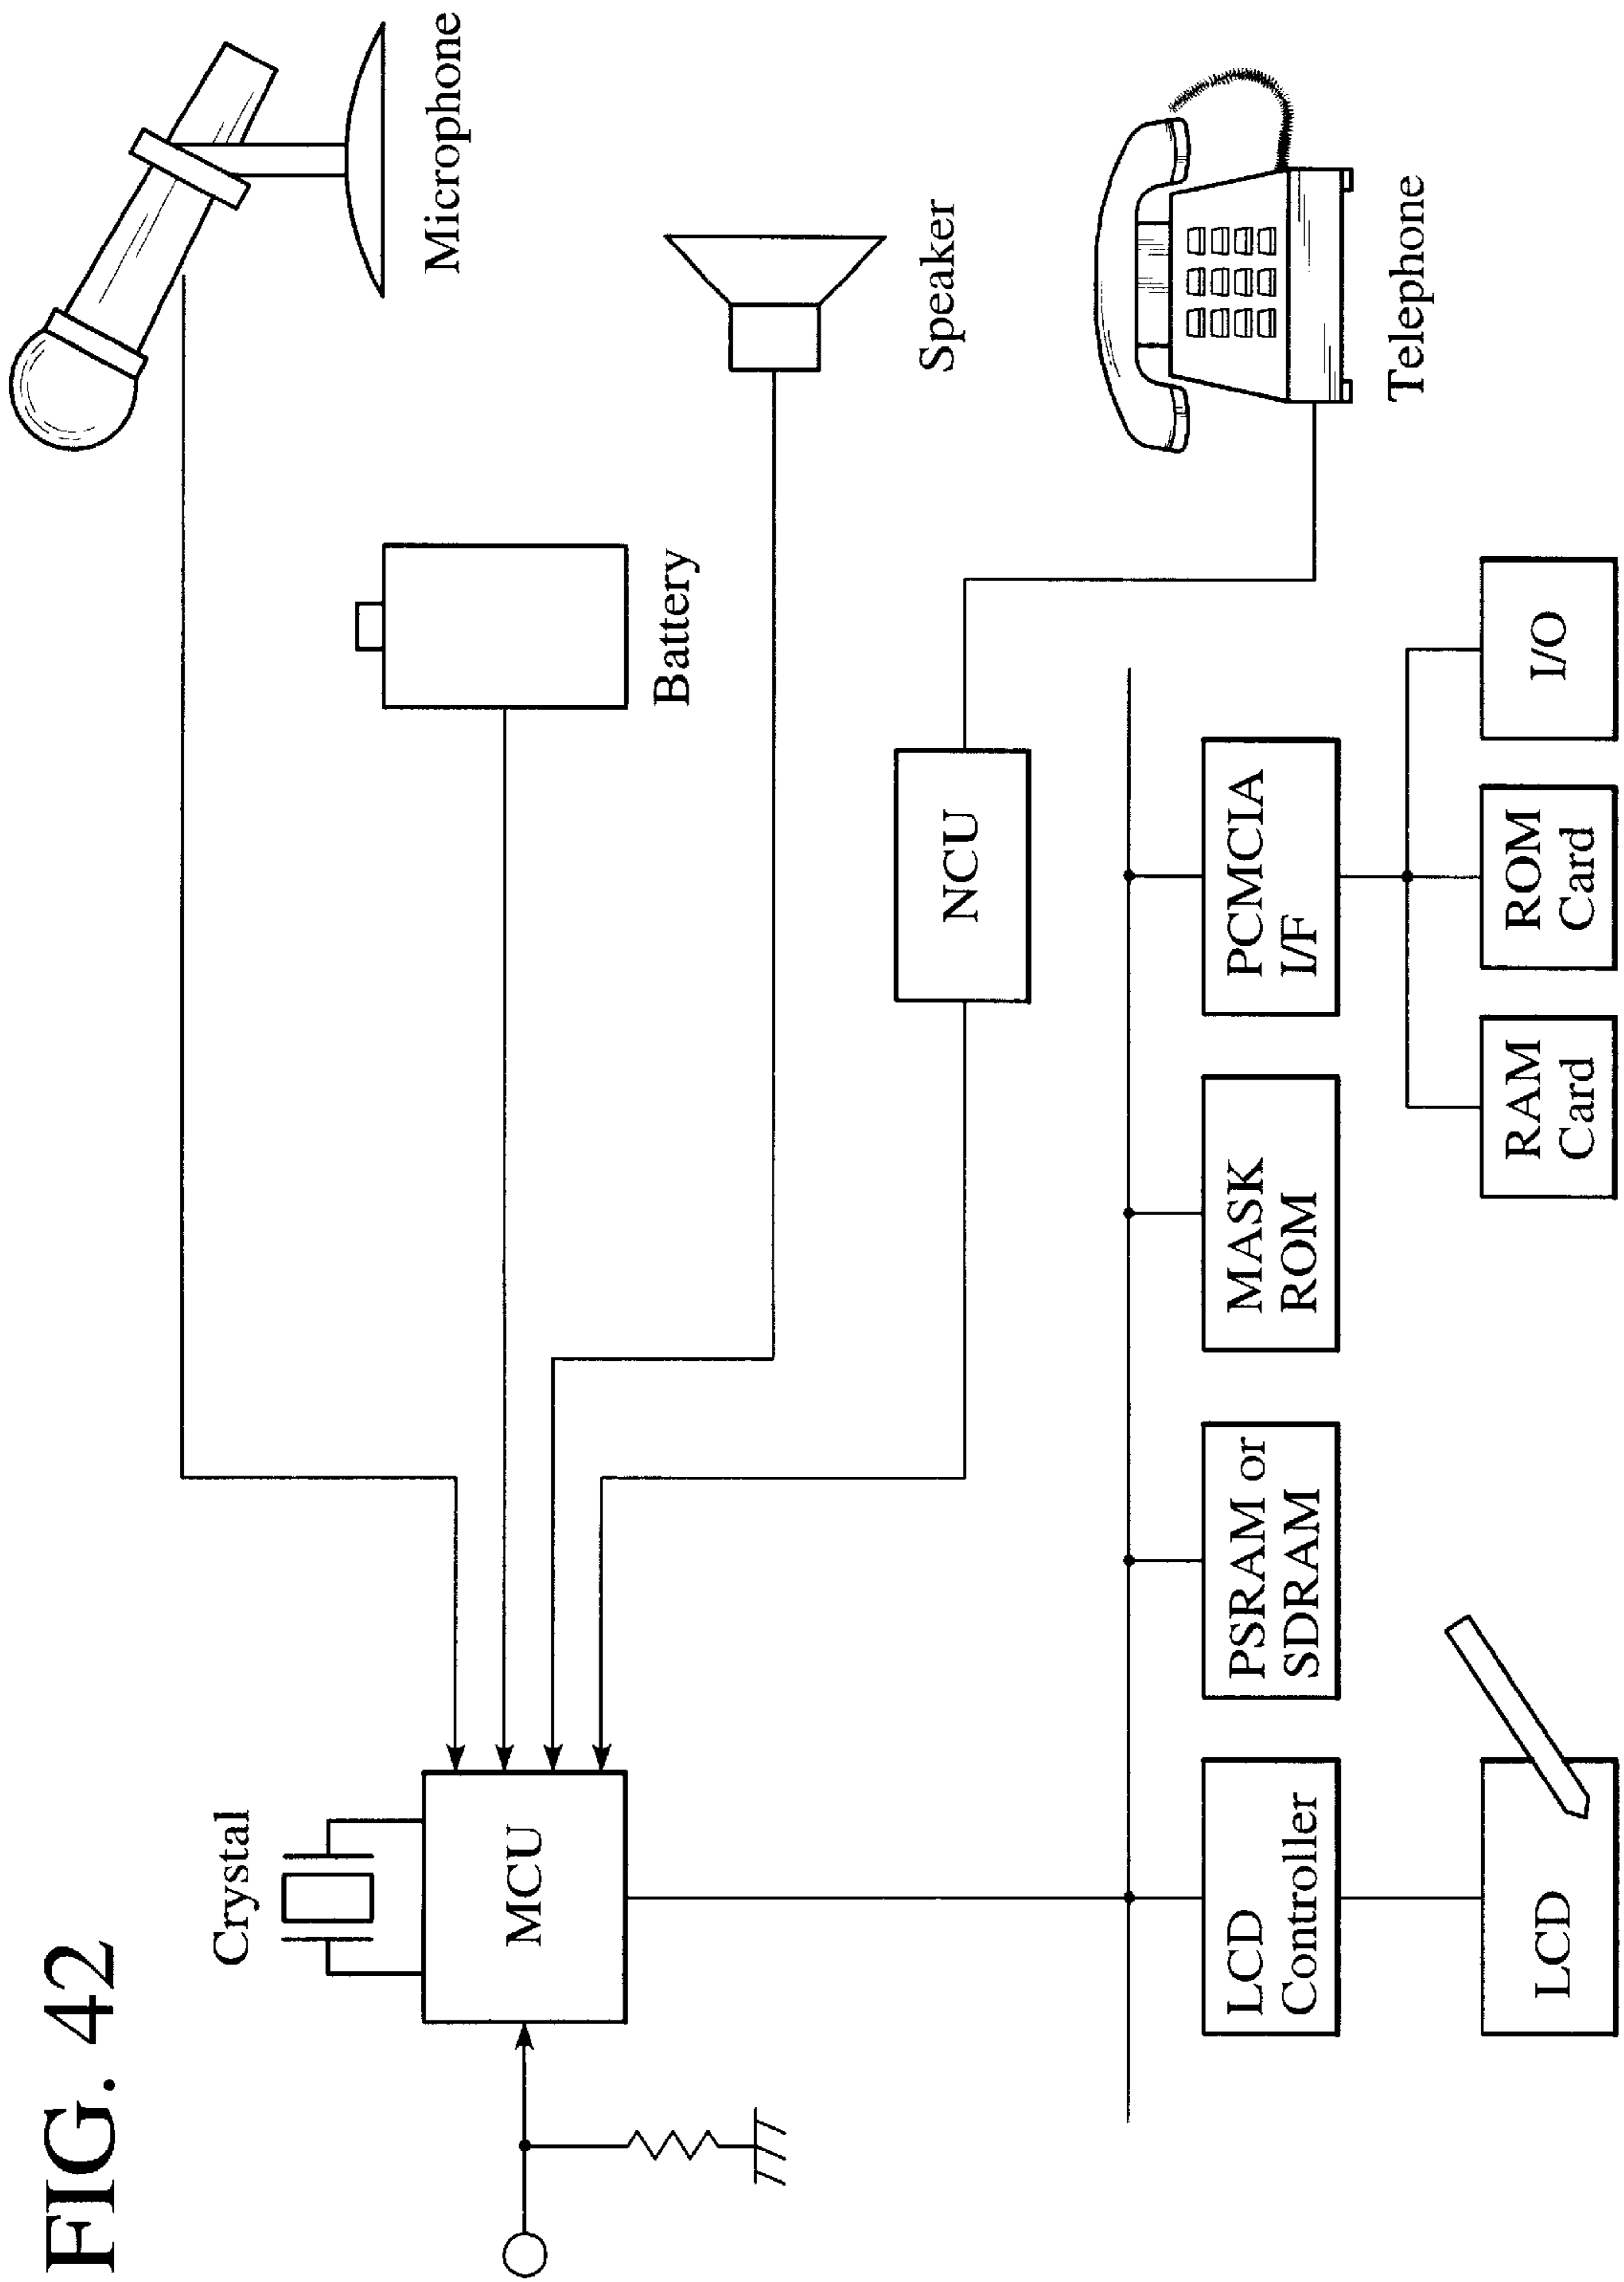 FIG. 42
Crystal
MCU
Microphone
Battery
Speaker
NCU
Telephone
LCD
Controller
PSRAM or
SDRAM
MASK
ROM
PCMCIA
I/F
LCD
RAM
Card
ROM
Card
I/O